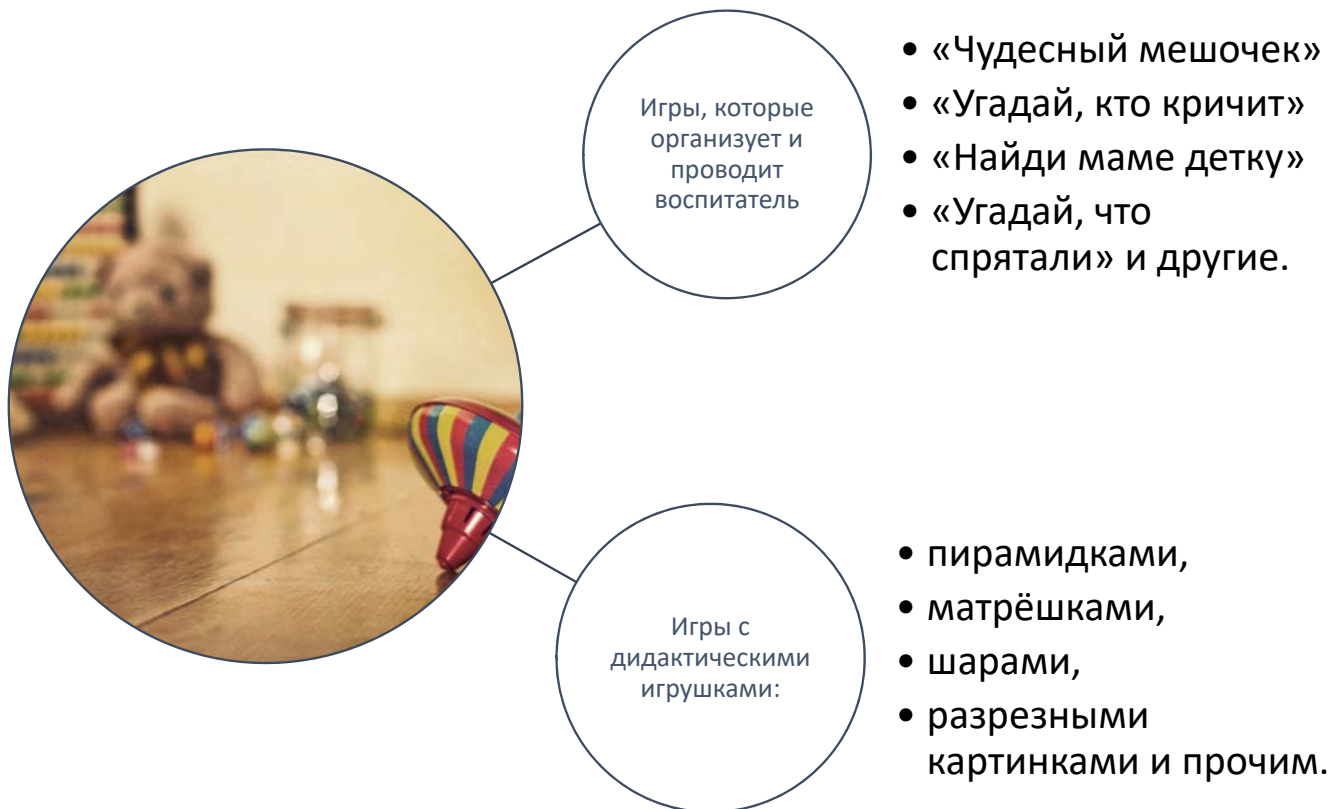 Игры, которые
организует и
проводит
воспитатель
• «Чудесный мешочек»
• «Угадай, кто кричит»
• «Найди маме детку»
• «Угадай, что
спрятали» и другие.
Игры с
дидактическими
игрушками:
• пирамидками,
• матрёшками,
• шарами,
• разрезными
картинками и прочим.